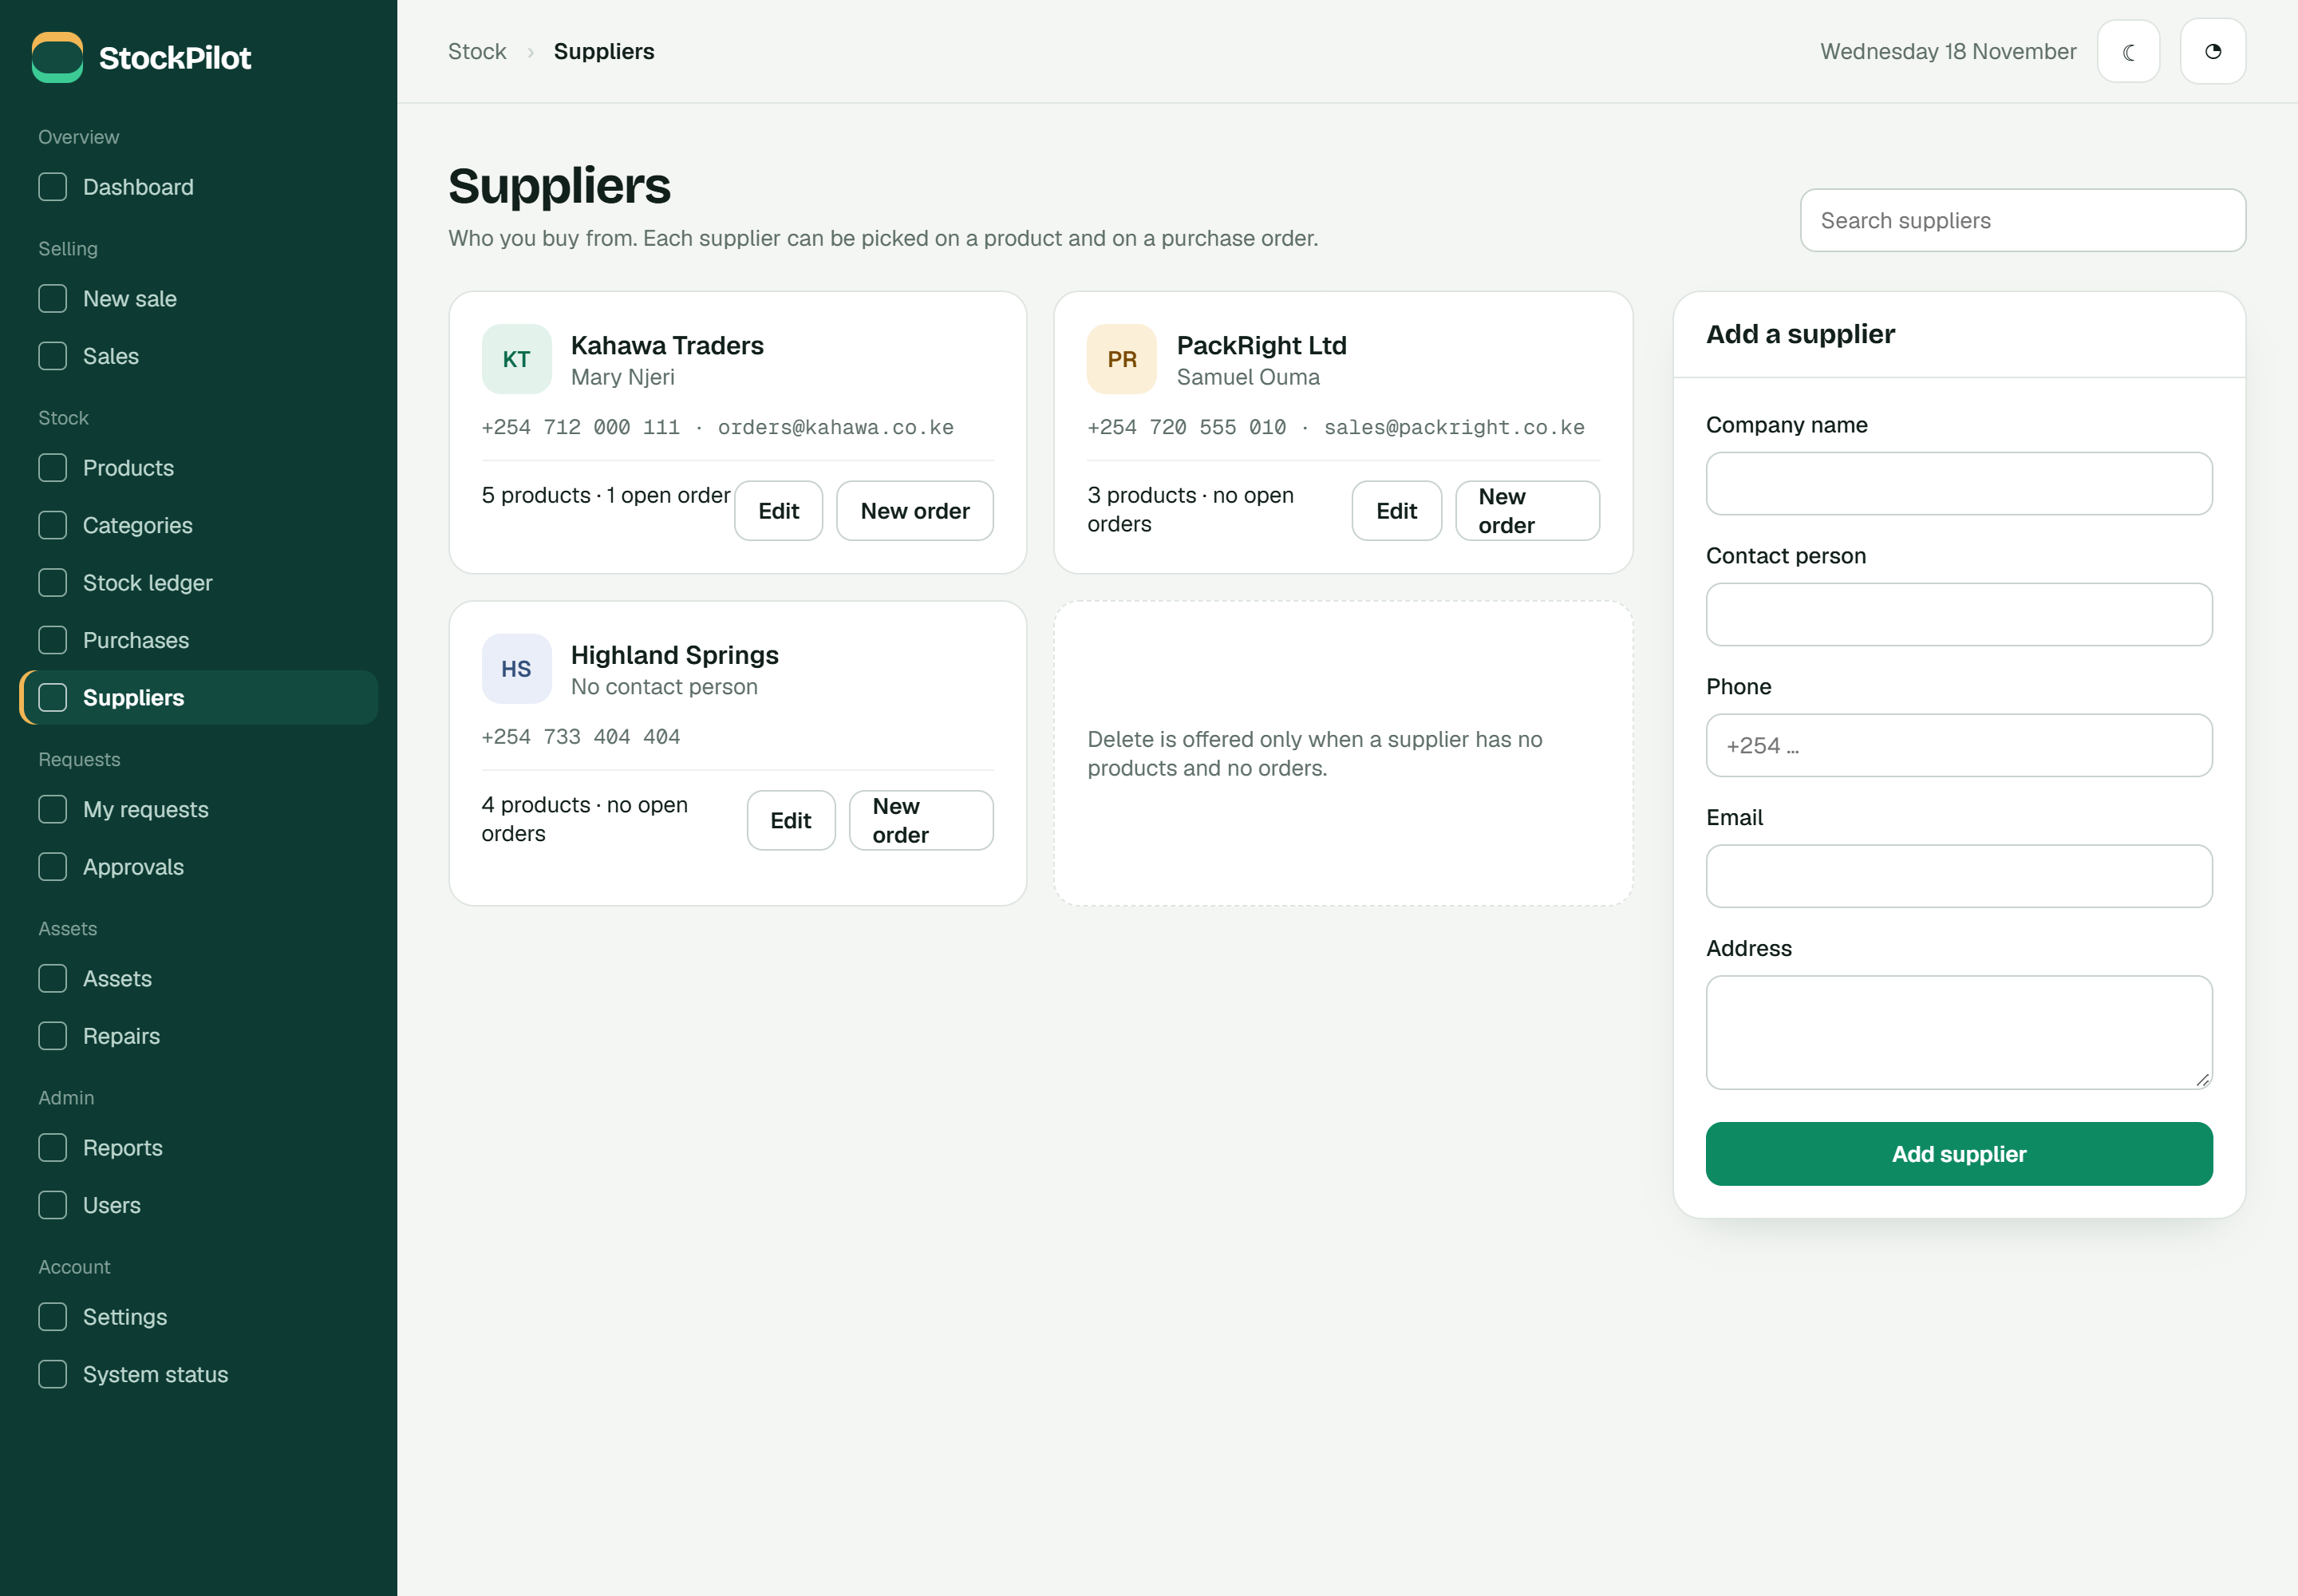 StockPilot
Overview
Dashboard
Selling
New sale
Sales
Stock
Products
Categories
Stock ledger
Purchases
Suppliers
Requests
My requests
Approvals
Assets
Assets
Repairs
Admin
Reports
Users
Account
Settings
System status
Stock › Suppliers
Wednesday 18 November
Suppliers
Who you buy from. Each supplier can be picked on a product and on a purchase order.
Search suppliers
KT
Kahawa Traders
Mary Njeri
+254 712 000 111 · orders@kahawa.co.ke
5 products · 1 open order
Edit
New order
PR
PackRight Ltd
Samuel Ouma
+254 720 555 010 · sales@packright.co.ke
3 products · no open
orders
Edit
New
order
HS
Highland Springs
No contact person
+254 733 404 404
4 products · no open
orders
Edit
New
order
Delete is offered only when a supplier has no
products and no orders.
Add a supplier
Company name
Contact person
Phone
+254 ...
Email
Address
Add supplier